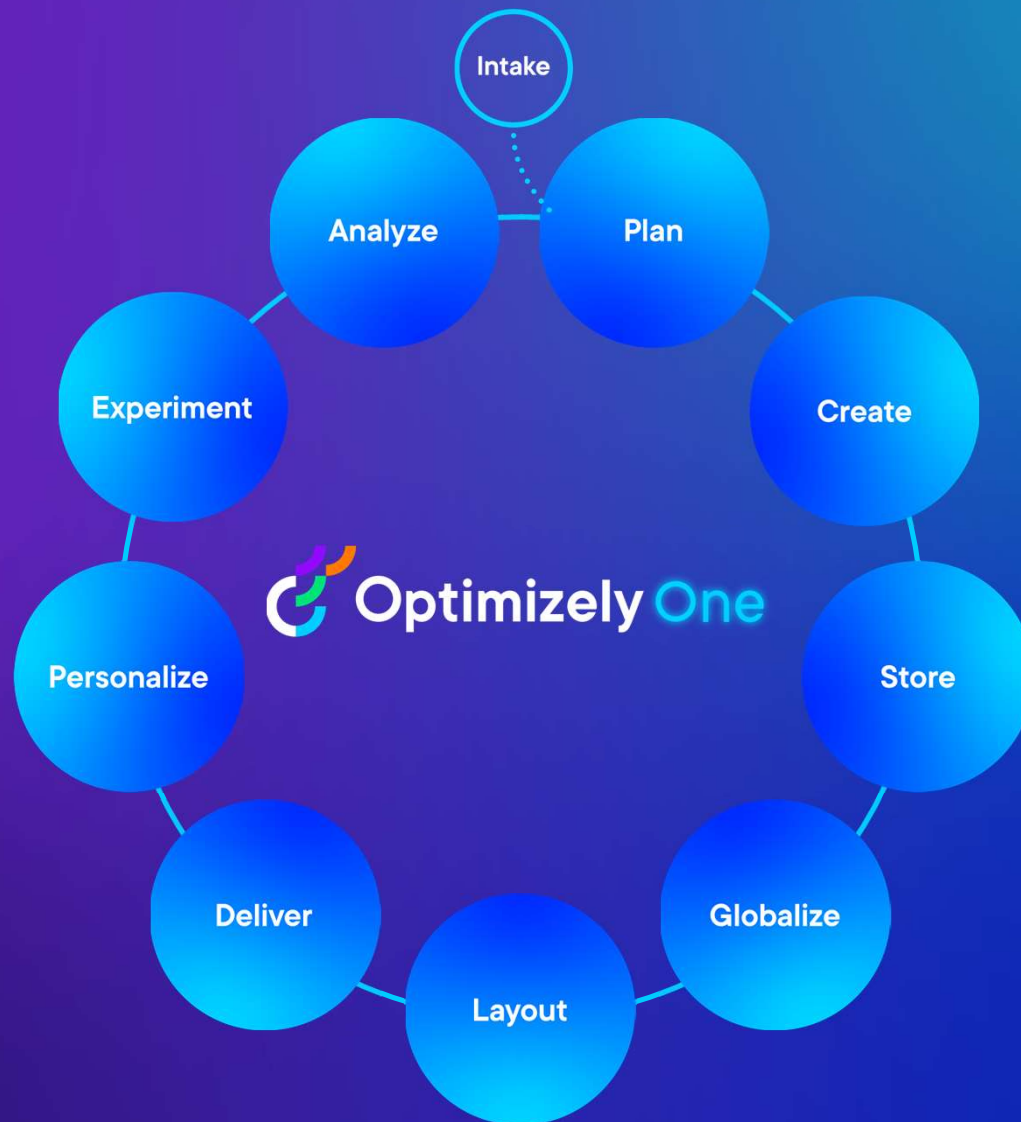 Intake
Analyze
Plan
Experiment
Create
Optimizely One
Personalize
Store
Deliver
Globalize
Layout